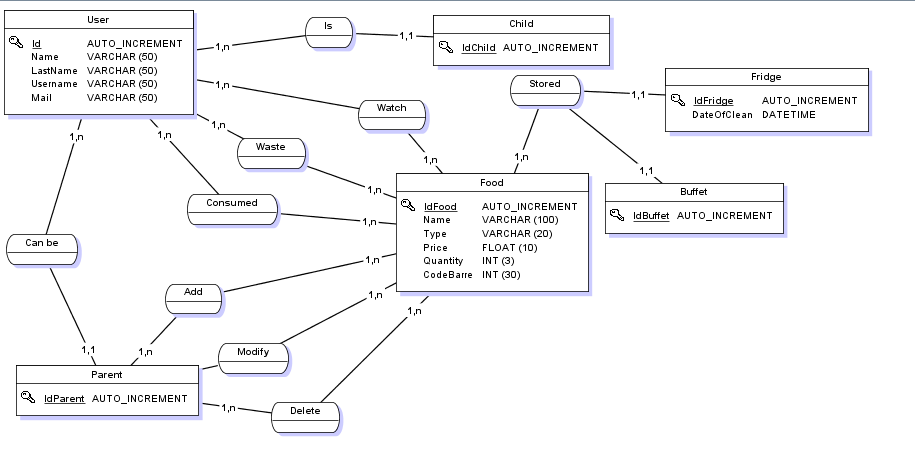 User
Id AUTO_INCREMENT
Name VARCHAR (50)
LastName VARCHAR (50)
Username VARCHAR (50)
Mail VARCHAR (50)
1,n
Is
1,1
Child
IdChild AUTO_INCREMENT
1,n
Watch
1,n
Stored
1,1
Fridge
IdFridge AUTO_INCREMENT
DateOfClean DATETIME
1,n
Waste
1,n
1,n
1,1
Buffet
IdBuffet AUTO_INCREMENT
1,n
Consumed
1,n
Food
IdFood AUTO_INCREMENT
Name VARCHAR (100)
Type VARCHAR (20)
Price FLOAT (10)
Quantity INT (3)
CodeBarre INT (30)
1,n
Can be
1,1
1,n
Add
1,n
1,n
Modify
1,n
Parent
IdParent AUTO_INCREMENT
1,n
Delete